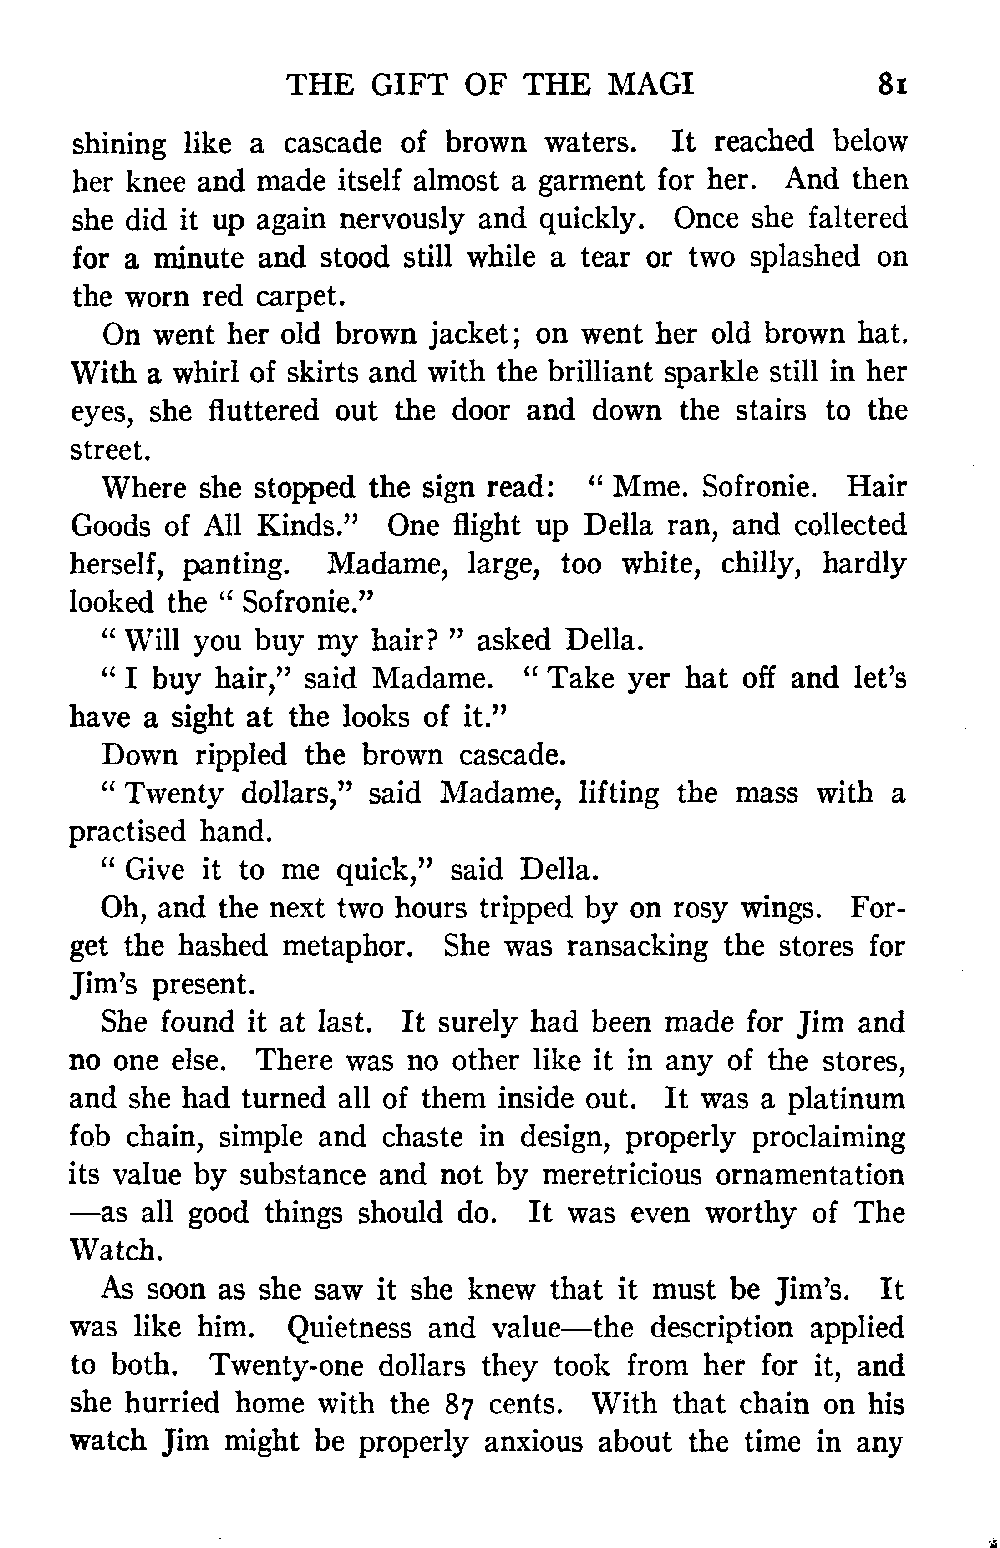 THE GIFT OF THE MAGI 81
shining like a cascade of brown waters. It reached below
her knee and made itself almost a garment for her. And then
she did it up again nervously and quickly. Once she faltered
for a minute and stood still while a tear or two splashed on
the worn red carpet.
On went her old brown jacket; on went her old brown hat.
With a whirl of skirts and with the brilliant sparkle still in her
eyes, she fluttered out the door and down the stairs to the
street.
Where she stopped the sign read: “ Mme. Sofronie. Hair
Goods of All Kinds.” One flight up Della ran, and collected
herself, panting. Madame, large, too white, chilly, hardly
looked the “ Sofronie.”
“ Will you buy my hair? ” asked Della.
“ I buy hair,” said Madame. “ Take yer hat off and let’s
have a sight at the looks of it.”
Down rippled the brown cascade.
“ Twenty dollars,” said Madame, lifting the mass with a
practised hand.
“ Give it to me quick,” said Della.
Oh, and the next two hours tripped by on rosy wings. For-
get the hashed metaphor. She was ransacking the stores for
Jim’s present.
She found it at last. It surely had been made for Jim and
no one else. There was no other like it in any of the stores,
and she had turned all of them inside out. It was a platinum
fob chain, simple and chaste in design, properly proclaiming
its value by substance and not by meretricious ornamentation
—as all good things should do. It was even worthy of The
Watch.
As soon as she saw it she knew that it must be Jim’s. It
was like him. Quietness and value—the description applied
to both. Twenty-one dollars they took from her for it, and
she hurried home with the 87 cents. With that chain on his
watch Jim might be properly anxious about the time in any